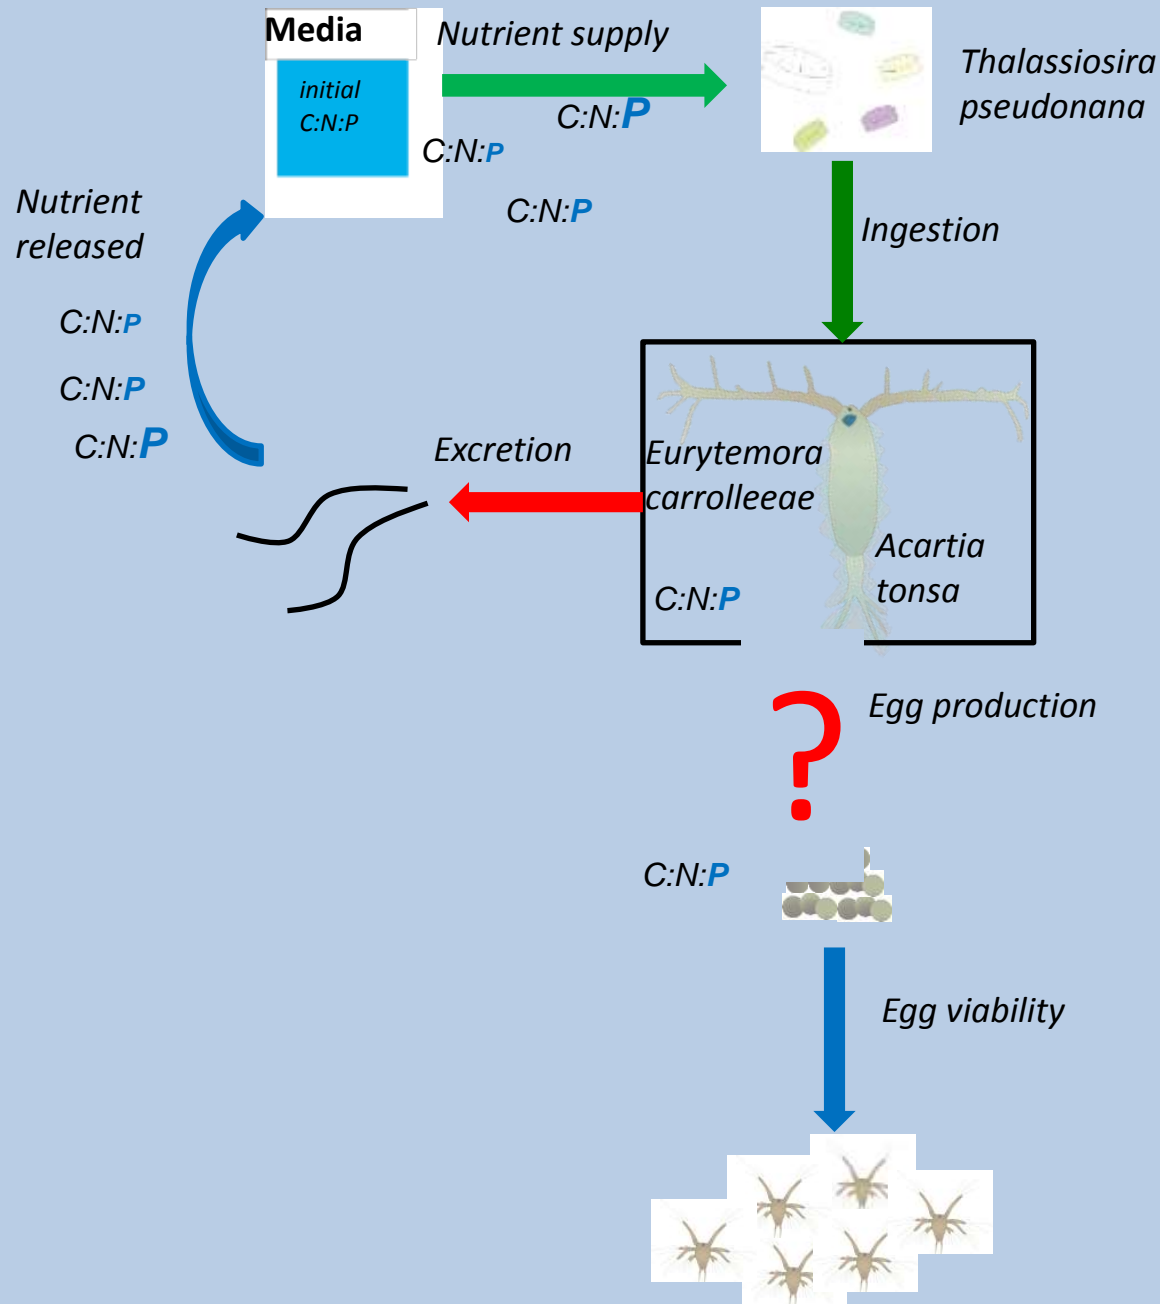 Media
initial
C:N:P
Nutrient supply
C:N:P
C:N:P
C:N:P
Thalassiosira
pseudonana
Nutrient
released
C:N:P
C:N:P
C:N:P
Ingestion
Excretion
Eurytemora
carrolleeae
Acartia
tonsa
C:N:P
?
Egg production
C:N:P
Egg viability